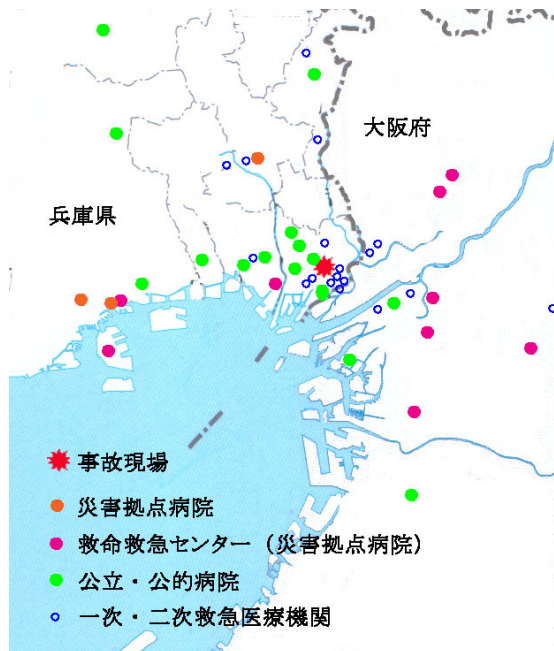 大阪府
兵庫県
事故現場
災害拠点病院
救命救急センター（災害拠点病院）
公立・公的病院
一次・二次救急医療機関